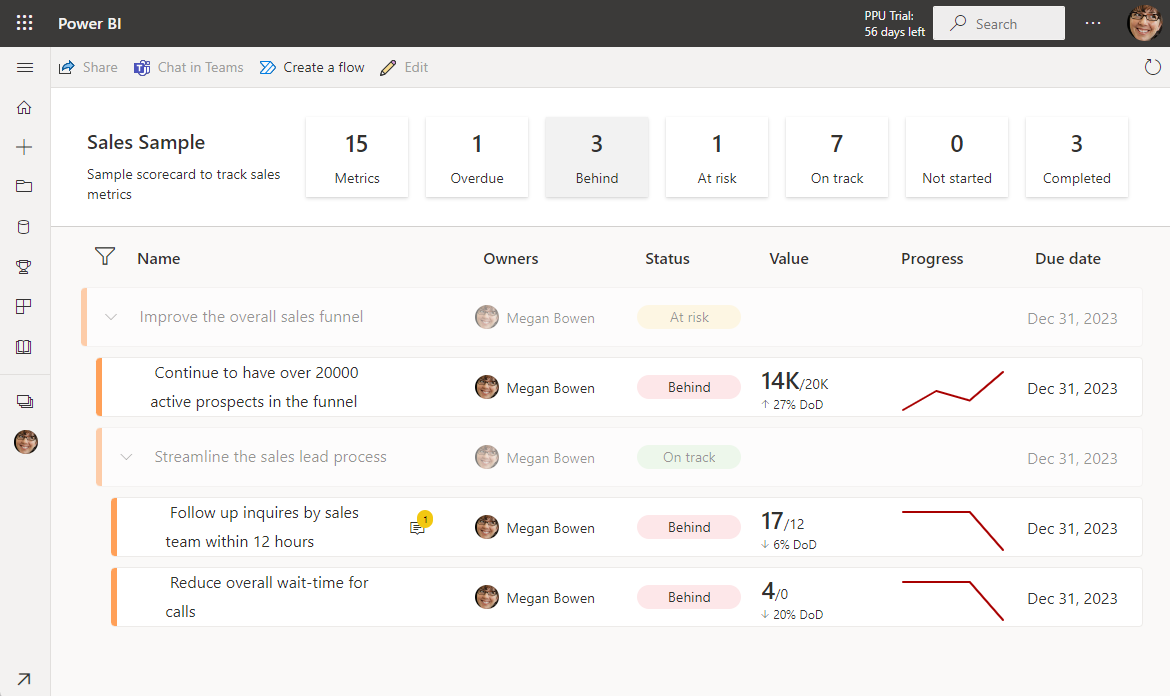 Power BI
PPU Trial:
56 days left
Search
Share
Chat in Teams
Create a flow
Edit
Sales Sample
Sample scorecard to track sales
metrics
15
Metrics
1
Overdue
3
Behind
1
At risk
7
On track
0
Not started
3
Completed
Name Owners Status Value Progress Due date
Improve the overall sales funnel Megan Bowen At risk Dec 31, 2023
Continue to have over 20000
active prospects in the funnel
Megan Bowen Behind 14K/20K
↑ 27% DoD
Dec 31, 2023
Streamline the sales lead process Megan Bowen On track Dec 31, 2023
Follow up inquires by sales
team within 12 hours
1
Megan Bowen Behind 17/12
↓ 6% DoD
Dec 31, 2023
Reduce overall wait-time for
calls
Megan Bowen Behind 4/0
↓ 20% DoD
Dec 31, 2023